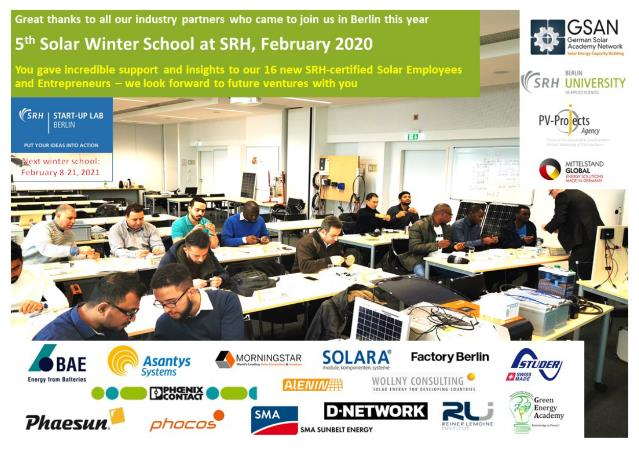 Great thanks to all our industry partners who came to join us in Berlin this year
5th Solar Winter School at SRH, February 2020
You gave incredible support and insights to our 16 new SRH-certified Solar Employees
and Entrepreneurs – we look forward to future ventures with you
GSAN
German Solar
Academy Network
Solar Energy Capacity Building
SRH
BERLIN
UNIVERSITY
OF APPLIED SCIENCES
PV-Projects
Agency
MITTELSTAND
GLOBAL
ENERGY SOLUTIONS
MADE IN GERMANY
SRH
START-UP LAB
BERLIN
PUT YOUR IDEAS INTO ACTION
Next winter school:
February 8-21, 2021
BAE
Energy from Batteries
Asantys
Systems
MORNINGSTAR
SOLARA®
module, komponenten, systeme
Factory Berlin
STUDER
SWISS
MADE
ALENIN
WOLLNY CONSULTING
SOLAR ENERGY FOR DEVELOPING COUNTRIES
PHŒNIX
CONTACT
Phaesun
phocos
SMA
SMA SUNBELT ENERGY
D·NETWORK
RLI
REINER LEMOINE
INSTITUT
Green
Energy
Academy